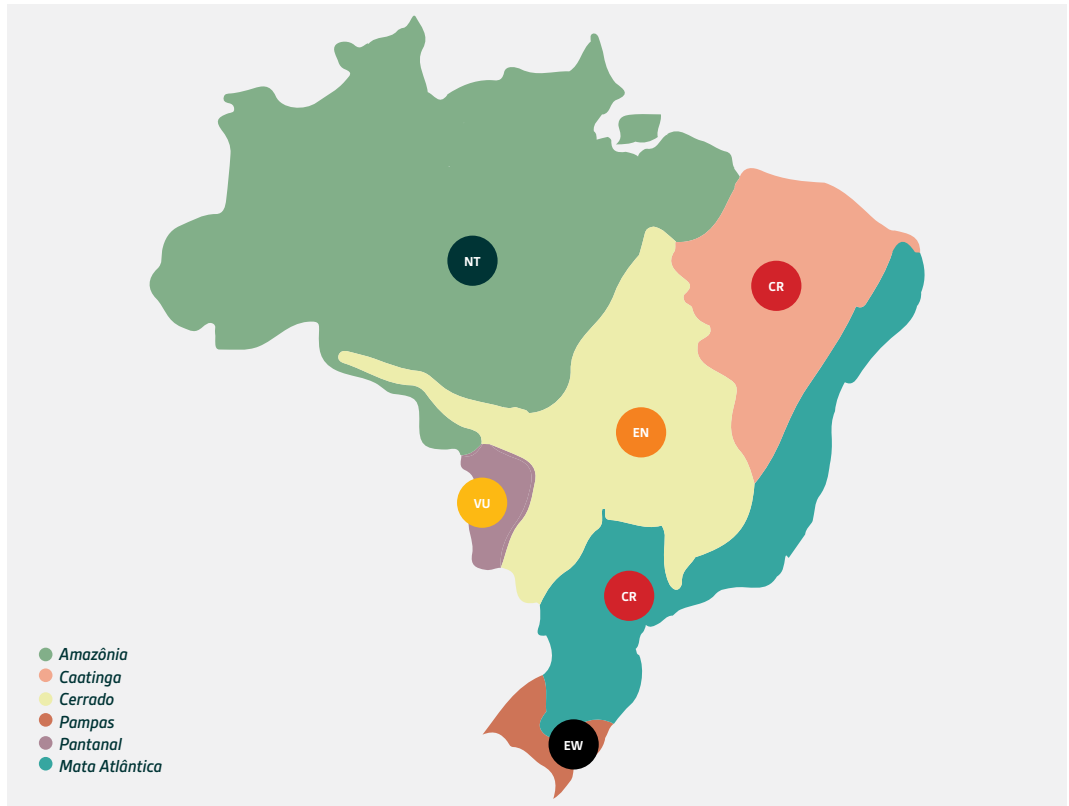 NT
CR
EN
VU
CR
EW
Amazônia
Caatinga
Cerrado
Pampas
Pantanal
Mata Atlântica